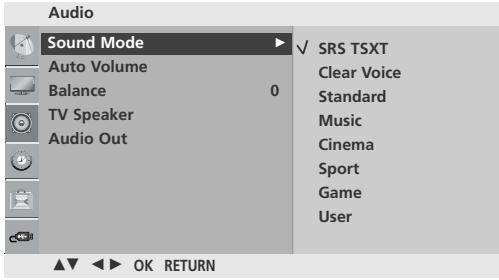 Audio
Sound Mode ►
Auto Volume
Balance 0
TV Speaker
Audio Out
√ SRS TSXT
Clear Voice
Standard
Music
Cinema
Sport
Game
User
▲▼ ◄► OK RETURN